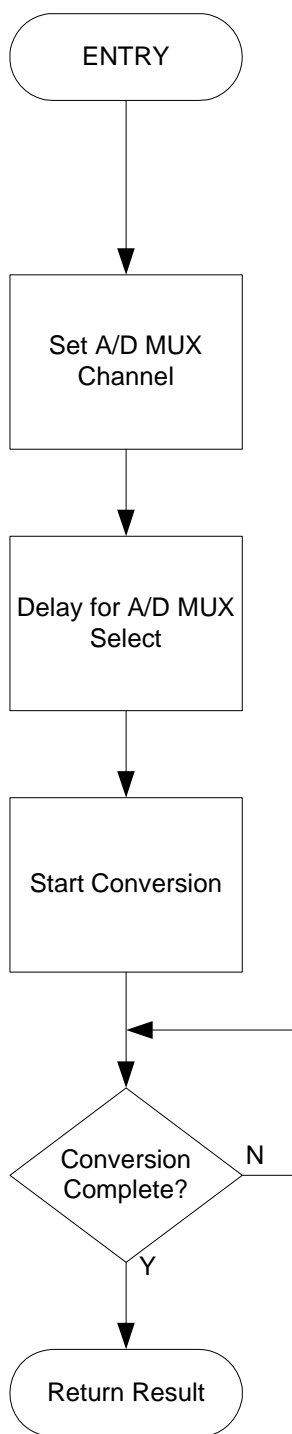 ENTRY
Set A/D MUX
Channel
Delay for A/D MUX
Select
Start Conversion
Conversion
Complete?
N
Y
Return Result